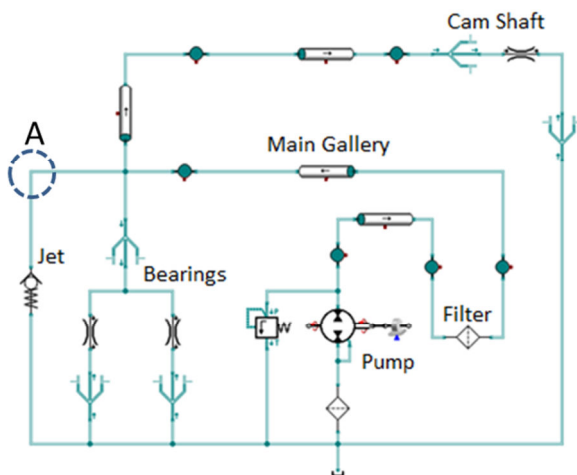 Cam Shaft
A
Main Gallery
Jet
Bearings
Filter
Pump